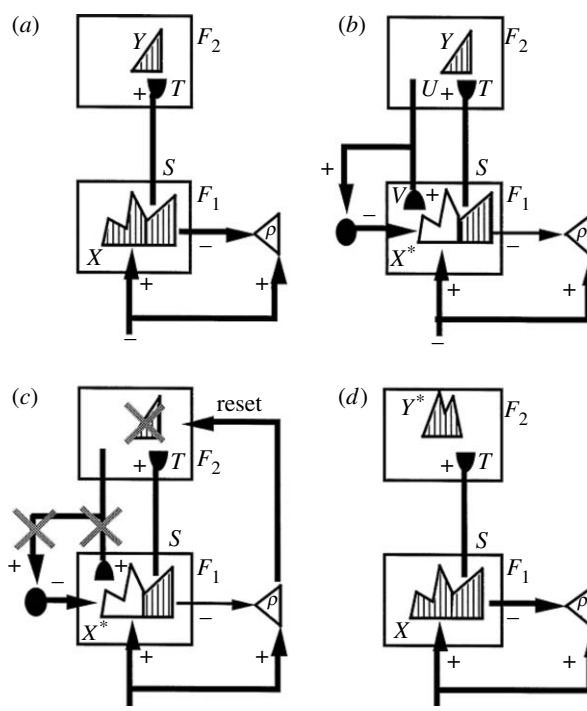 (a)
Y
F2
+
T
S
F1
X
−
ρ
+
+
−
(b)
Y
F2
U
+
T
+
S
V
+
F1
−
X*
−
ρ
+
+
−
(c)
reset
+
T
F2
S
+
+
F1
−
X*
−
ρ
+
+
(d)
Y*
F2
+
T
S
F1
X
−
ρ
+
+